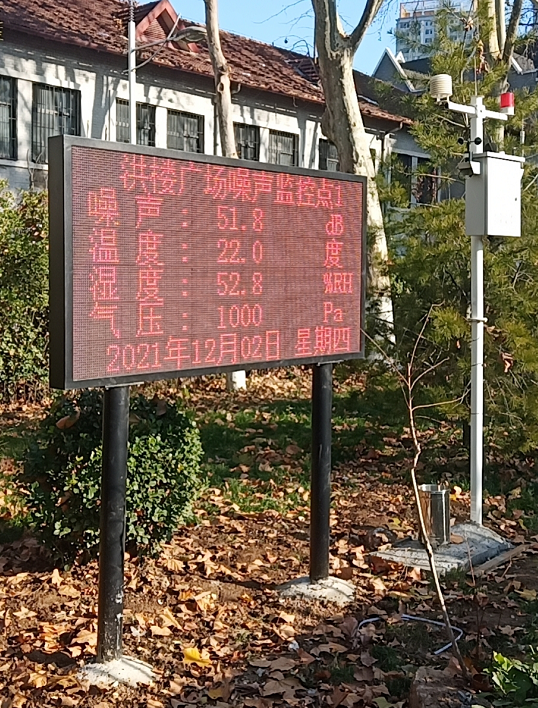 洪楼广场噪声监控点1
噪 声 : 51.8 dB
温 度 : 22.0 度
湿 度 : 52.8 %RH
气 压 : 1000 Pa
2021年12月02日 星期四